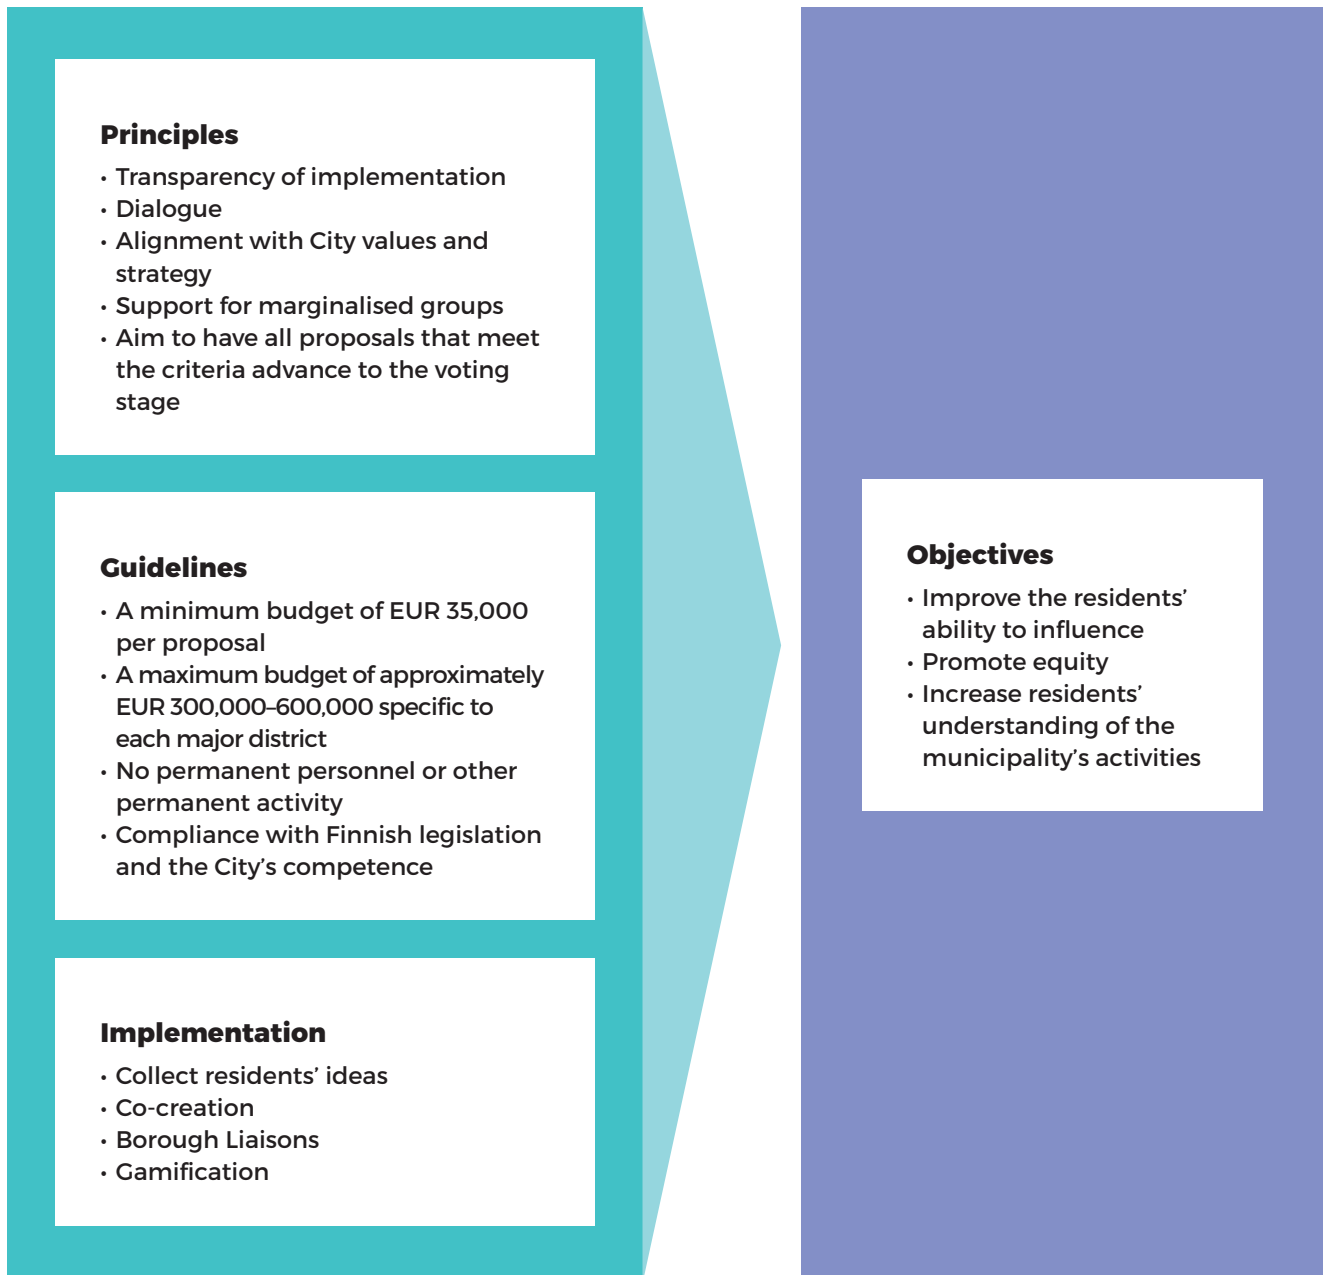 Principles
• Transparency of implementation
• Dialogue
• Alignment with City values and
strategy
• Support for marginalised groups
• Aim to have all proposals that meet
the criteria advance to the voting
stage
Guidelines
• A minimum budget of EUR 35,000
per proposal
• A maximum budget of approximately
EUR 300,000–600,000 specific to
each major district
• No permanent personnel or other
permanent activity
• Compliance with Finnish legislation
and the City’s competence
Implementation
• Collect residents’ ideas
• Co-creation
• Borough Liaisons
• Gamification
Objectives
• Improve the residents’
ability to influence
• Promote equity
• Increase residents’
understanding of the
municipality’s activities